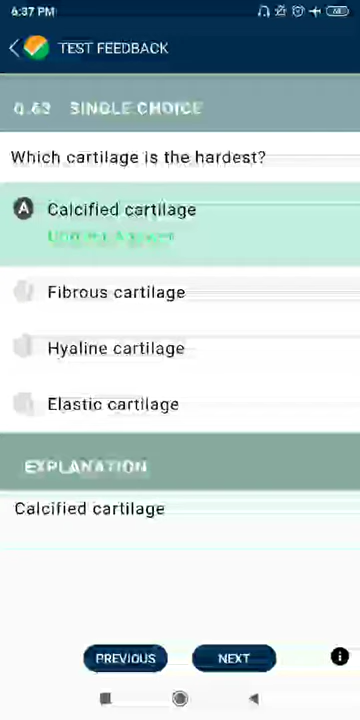 6:37 PM
TEST FEEDBACK
Q.63 SINGLE CHOICE
Which cartilage is the hardest?
A Calcified cartilage
Fibrous cartilage
Hyaline cartilage
Elastic cartilage
EXPLANATION
Calcified cartilage
PREVIOUS NEXT